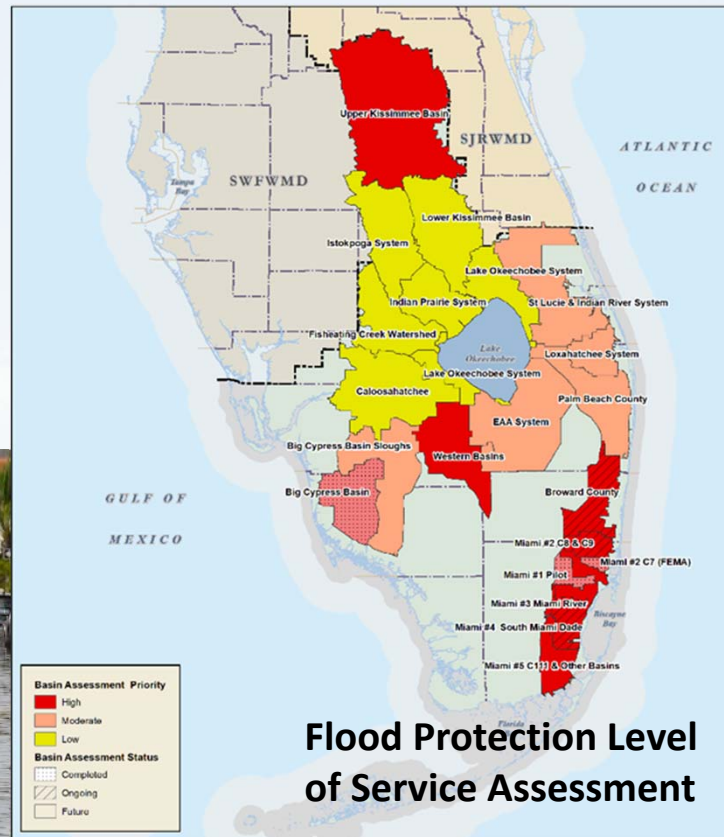 Upper Kissimmee Basin
SJRWMD
ATLANTIC
OCEAN
SWFWMD
Tampa
Bay
Lower Kissimmee Basin
Istokpoga System
Lake Okeechobee System
Indian Prairie System
St Lucie & Indian River System
Fisheating Creek Watershed
Lake
Okeechobee
Loxahatchee System
Lake Okeechobee System
Caloosahatchee
Palm Beach County
EAA System
Big Cypress Basin Sloughs
Western Basins
Big Cypress Basin
Broward County
GULF OF
MEXICO
Miami #2 C8 & C9
Miami #2 C7 (FEMA)
Miami #1 Pilot
Miami #3 Miami River
Biscayne
Bay
Miami #4 South Miami Dade
Miami #5 C111 & Other Basins
Basin Assessment Priority
High
Moderate
Low
Basin Assessment Status
Completed
Ongoing
Future
Florida
Flood Protection Level
of Service Assessment